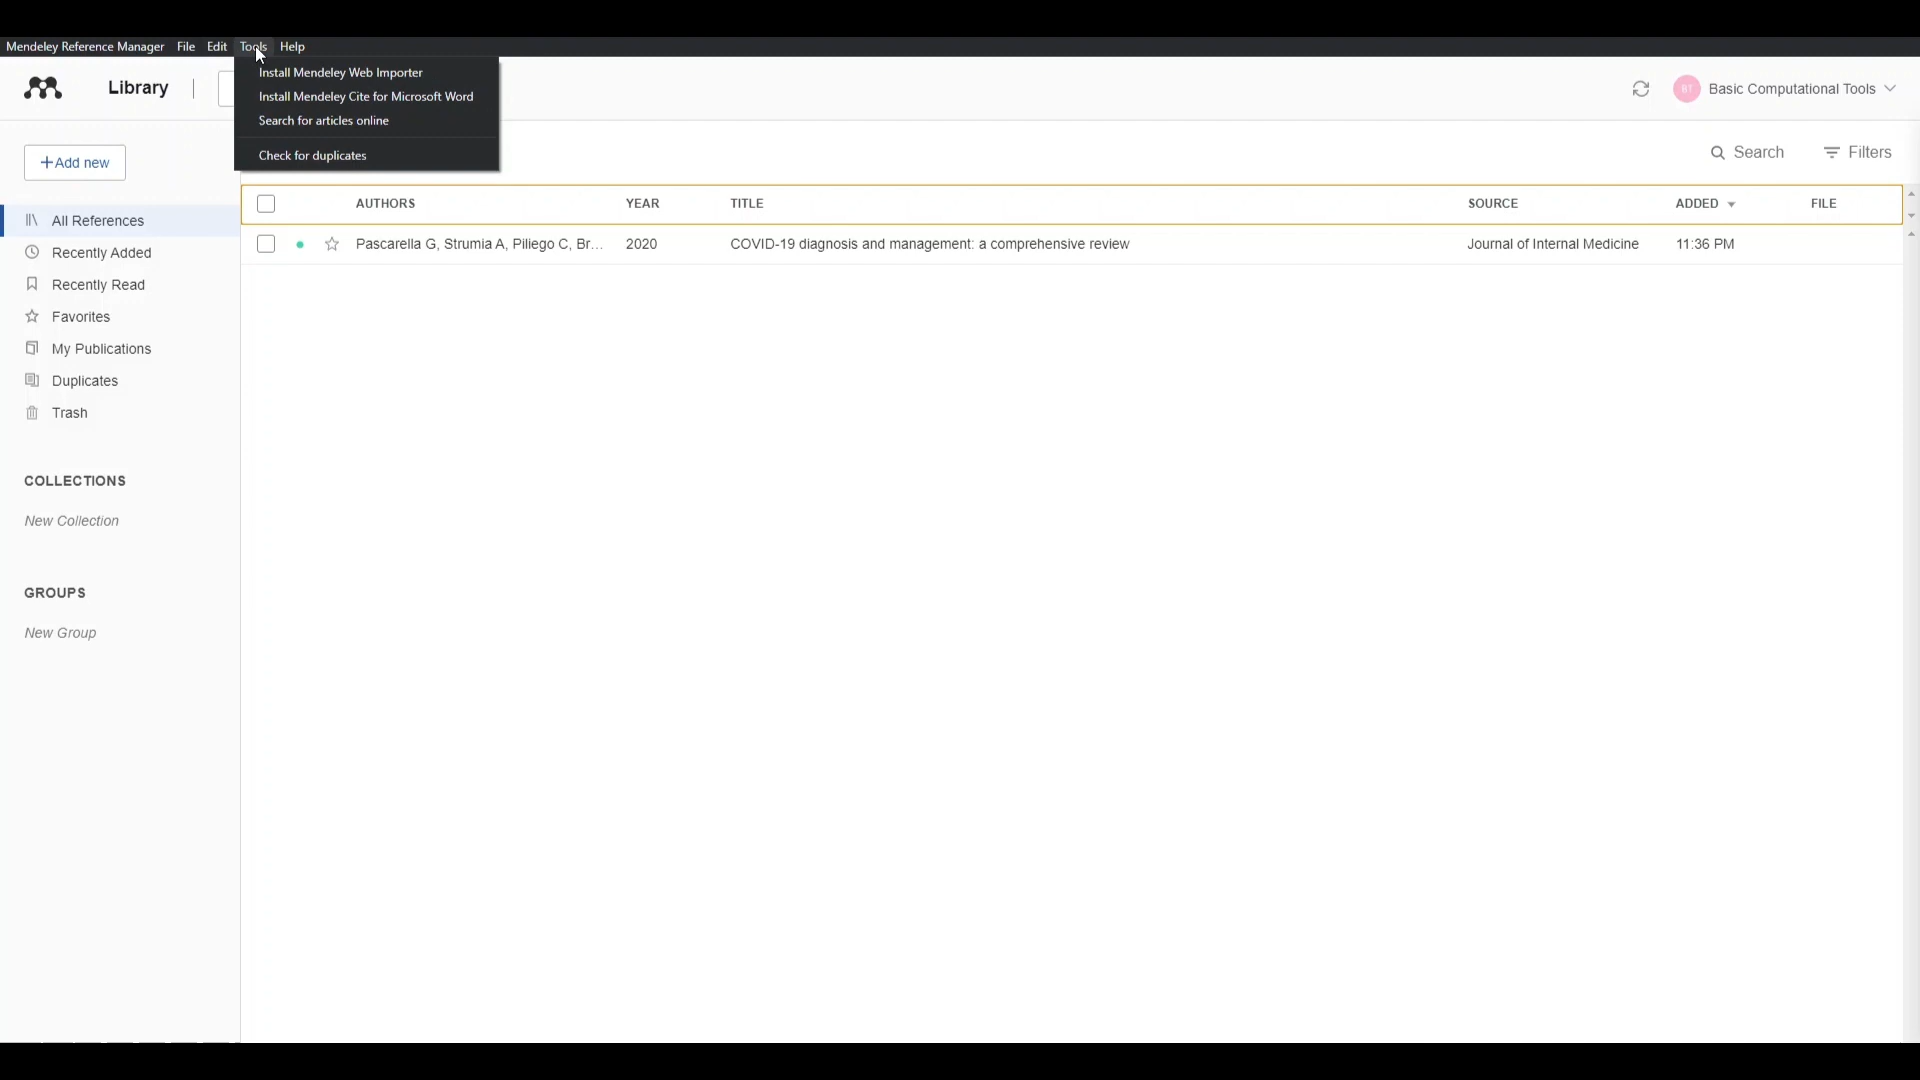 Mendeley Reference Manager File Edit Tools Help
Install Mendeley Web Importer
Install Mendeley Cite for Microsoft Word
Search for articles online
Check for duplicates
Library
BT Basic Computational Tools
+Add new
Search Filters
All References
Recently Added
Recently Read
Favorites
My Publications
Duplicates
Trash
COLLECTIONS
New Collection
GROUPS
New Group
AUTHORS YEAR TITLE SOURCE ADDED FILE
Pascarella G, Strumia A, Piliego C, Br... 2020 COVID-19 diagnosis and management: a comprehensive review Journal of Internal Medicine 11:36 PM